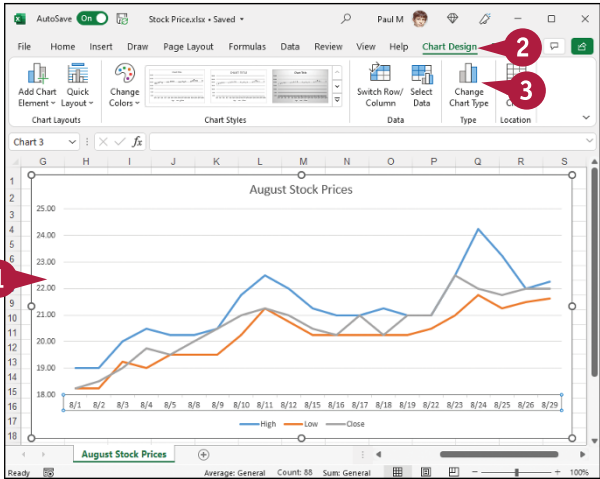 AutoSave On Stock Price.xlsx • Saved Paul M
File Home Insert Draw Page Layout Formulas Data Review View Help Chart Design 2
Add Chart Element Quick Layout Change Colors Switch Row/ Column Select Data Change Chart Type 3
Chart Layouts Chart Styles Data Type Location
Chart 3 fx
G H I J K L M N O P Q R S
August Stock Prices
1
2
3
4
5
6
9
10
11
12
13
14
15
16
17
18
25.00
24.00
23.00
22.00
21.00
20.00
19.00
18.00
1
8/1 8/2 8/3 8/4 8/5 8/8 8/9 8/10 8/11 8/12 8/15 8/16 8/17 8/18 8/19 8/22 8/23 8/24 8/25 8/26 8/29
High Low Close
August Stock Prices
Ready Average: General Count: 88 Sum: General 100%